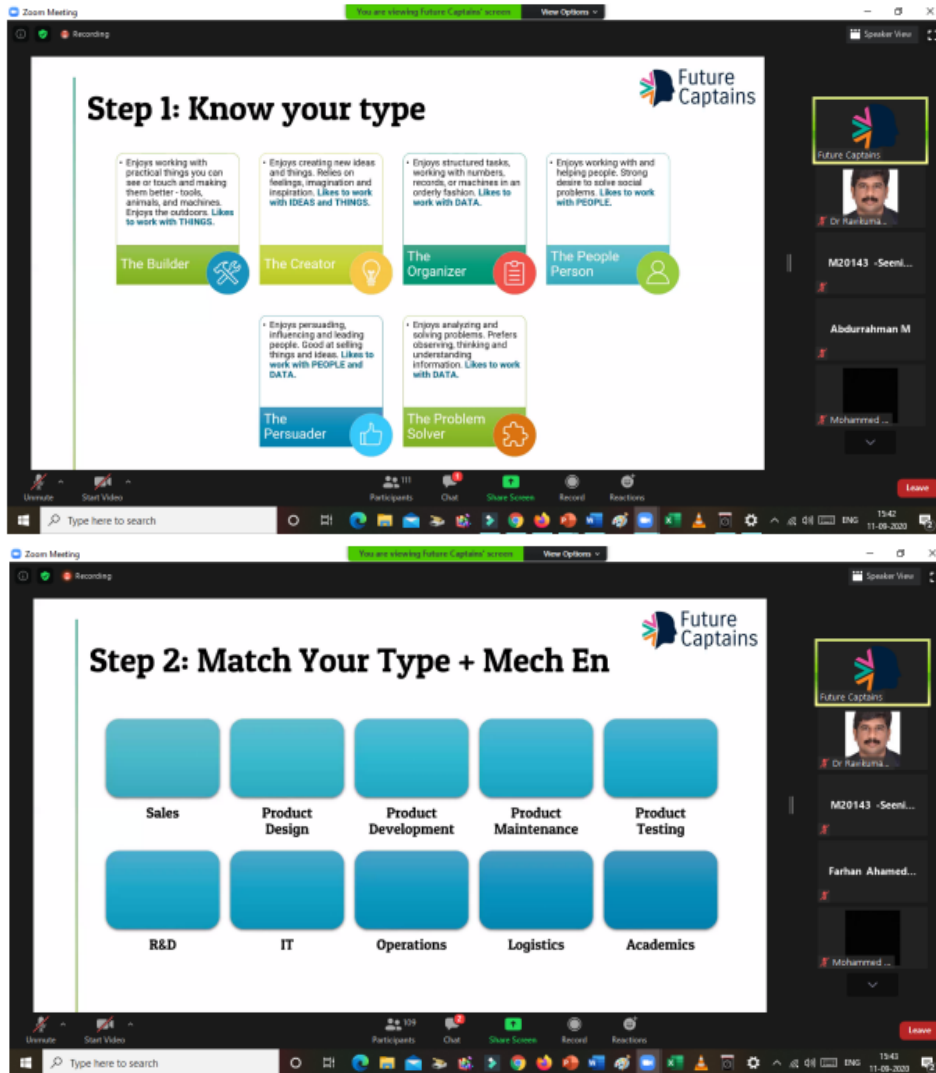 Zoom Meeting
You are viewing Future Captains' screen View Options
Recording
Speaker View
Future
Captains
Step 1: Know your type
• Enjoys working with
practical things you can
see or touch and making
them better - tools,
animals, and machines.
Enjoys the outdoors. Likes
to work with THINGS.
The Builder
• Enjoys creating new ideas
and things. Relies on
feelings, imagination and
inspiration. Likes to work
with IDEAS and THINGS.
The Creator
• Enjoys structured tasks,
working with numbers,
records, or machines in an
orderly fashion. Likes to
work with DATA.
The
Organizer
• Enjoys working with and
helping people. Strong
desire to solve social
problems. Likes to work
with PEOPLE.
The People
Person
• Enjoys persuading,
influencing and leading
people. Good at selling
things and ideas. Likes to
work with PEOPLE and
DATA.
The
Persuader
• Enjoys analyzing and
solving problems. Prefers
observing, thinking and
understanding
information. Likes to work
with DATA.
The Problem
Solver
Future Captains
Dr Ravikuma...
M20143 -Seeni...
Abdurrahman M
Mohammed ...
Unmute
Start Video
111
Participants
1
Chat
Share Screen
Record
Reactions
Leave
Type here to search
ENG
15:42
11-09-2020
2
Zoom Meeting
You are viewing Future Captains' screen View Options
Recording
Speaker View
Future
Captains
Step 2: Match Your Type + Mech En
Sales
Product
Design
Product
Development
Product
Maintenance
Product
Testing
R&D
IT
Operations
Logistics
Academics
Future Captains
Dr Ravikuma...
M20143 -Seeni...
Farhan Ahamed...
Mohammed ...
Unmute
Start Video
109
Participants
2
Chat
Share Screen
Record
Reactions
Leave
Type here to search
ENG
15:43
11-09-2020
2